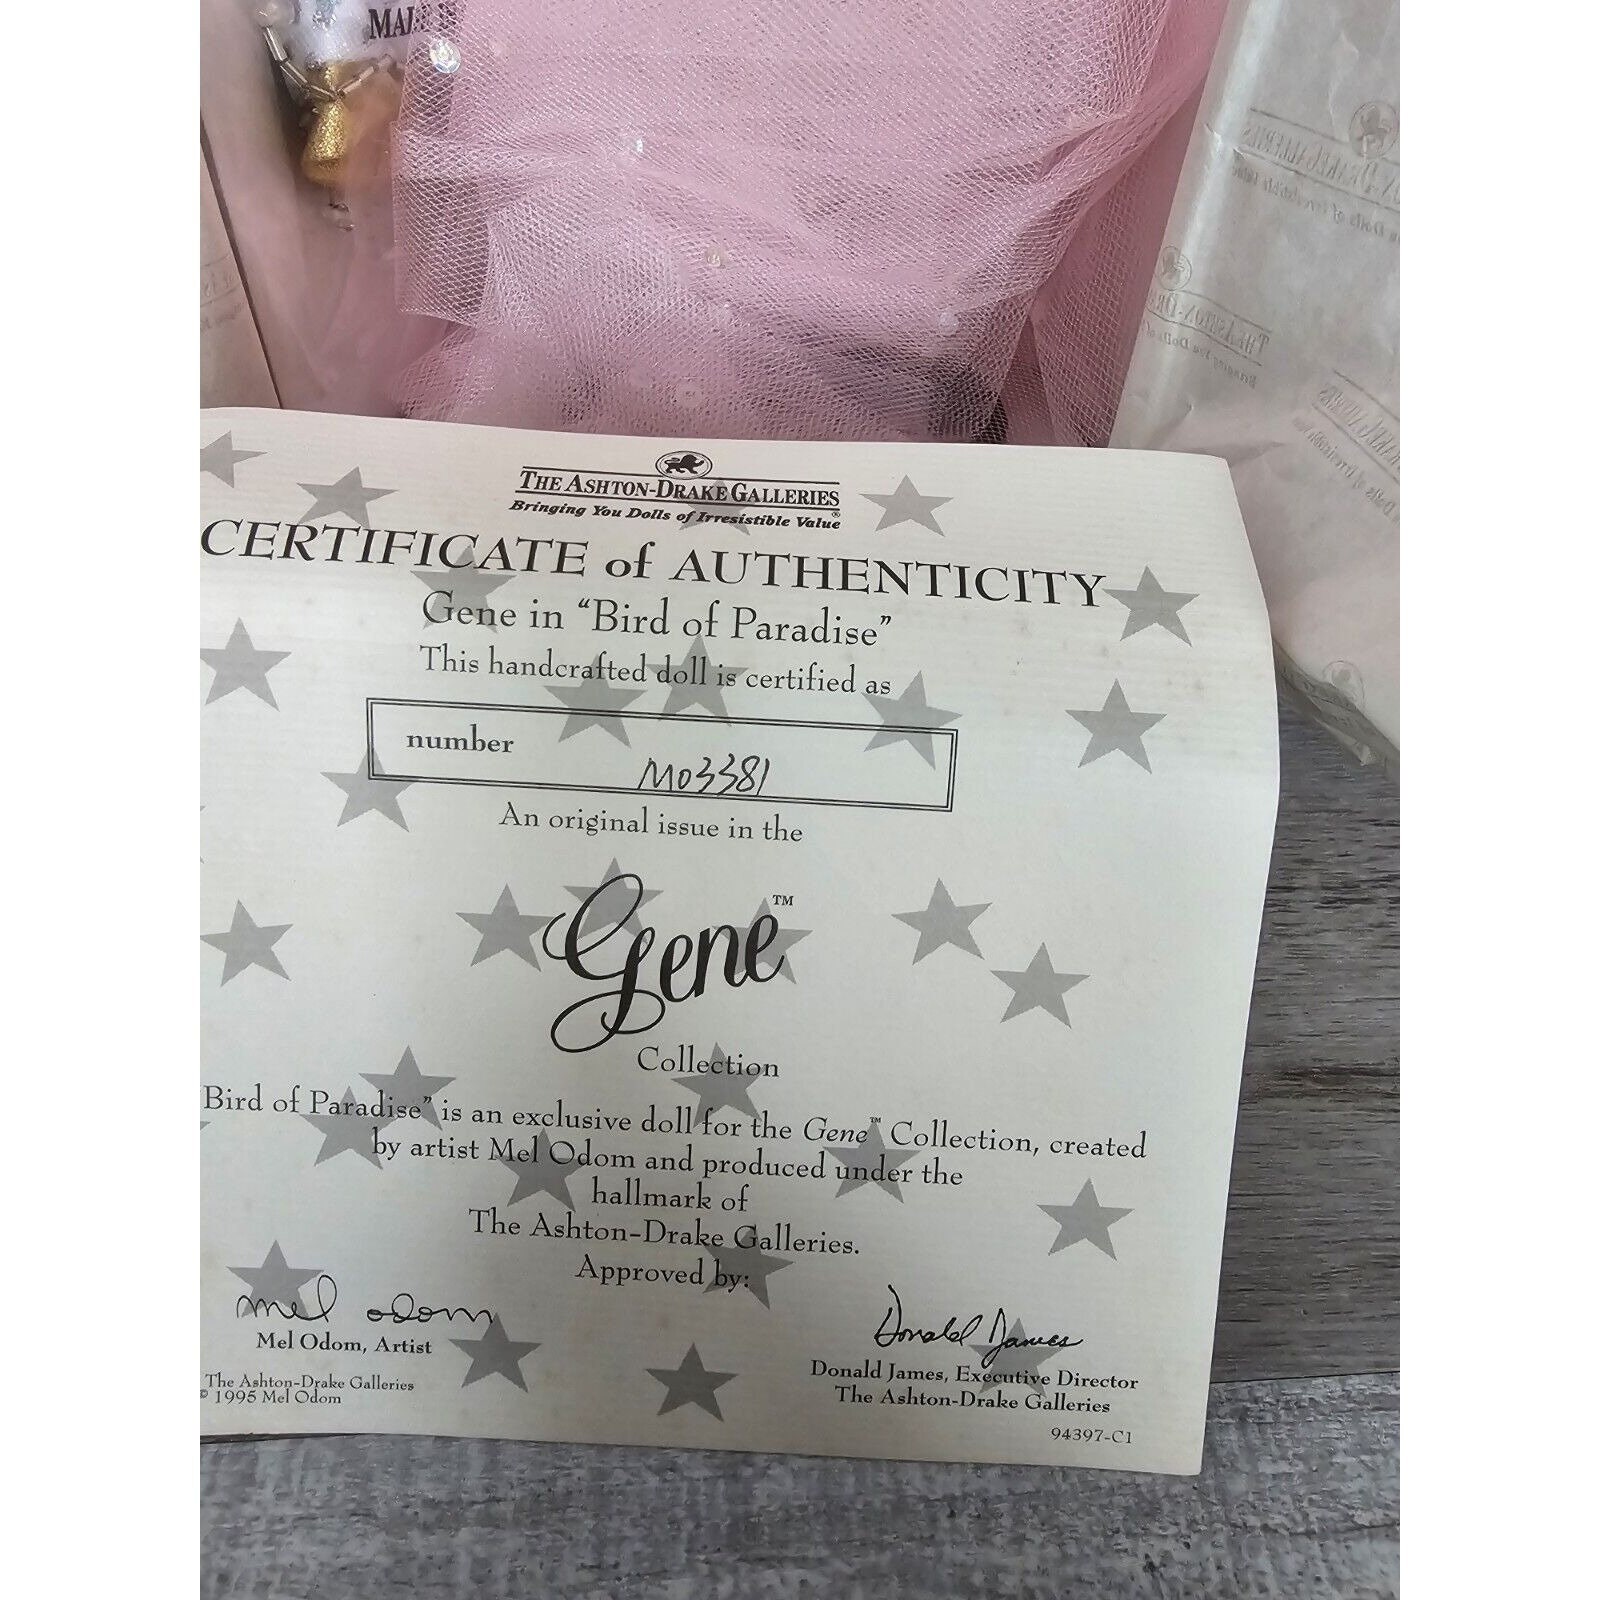 THE ASHTON-DRAKE GALLERIES
Bringing You Dolls of Irresistible Value®
CERTIFICATE of AUTHENTICITY
Gene in “Bird of Paradise”
This handcrafted doll is certified as
number M03381
An original issue in the
Gene™
Collection
Bird of Paradise” is an exclusive doll for the Gene™ Collection, created
by artist Mel Odom and produced under the
hallmark of
The Ashton-Drake Galleries.
Approved by:
mel odom
Donald James
Mel Odom, Artist
Donald James, Executive Director
The Ashton-Drake Galleries
The Ashton-Drake Galleries
© 1995 Mel Odom
94397-C1